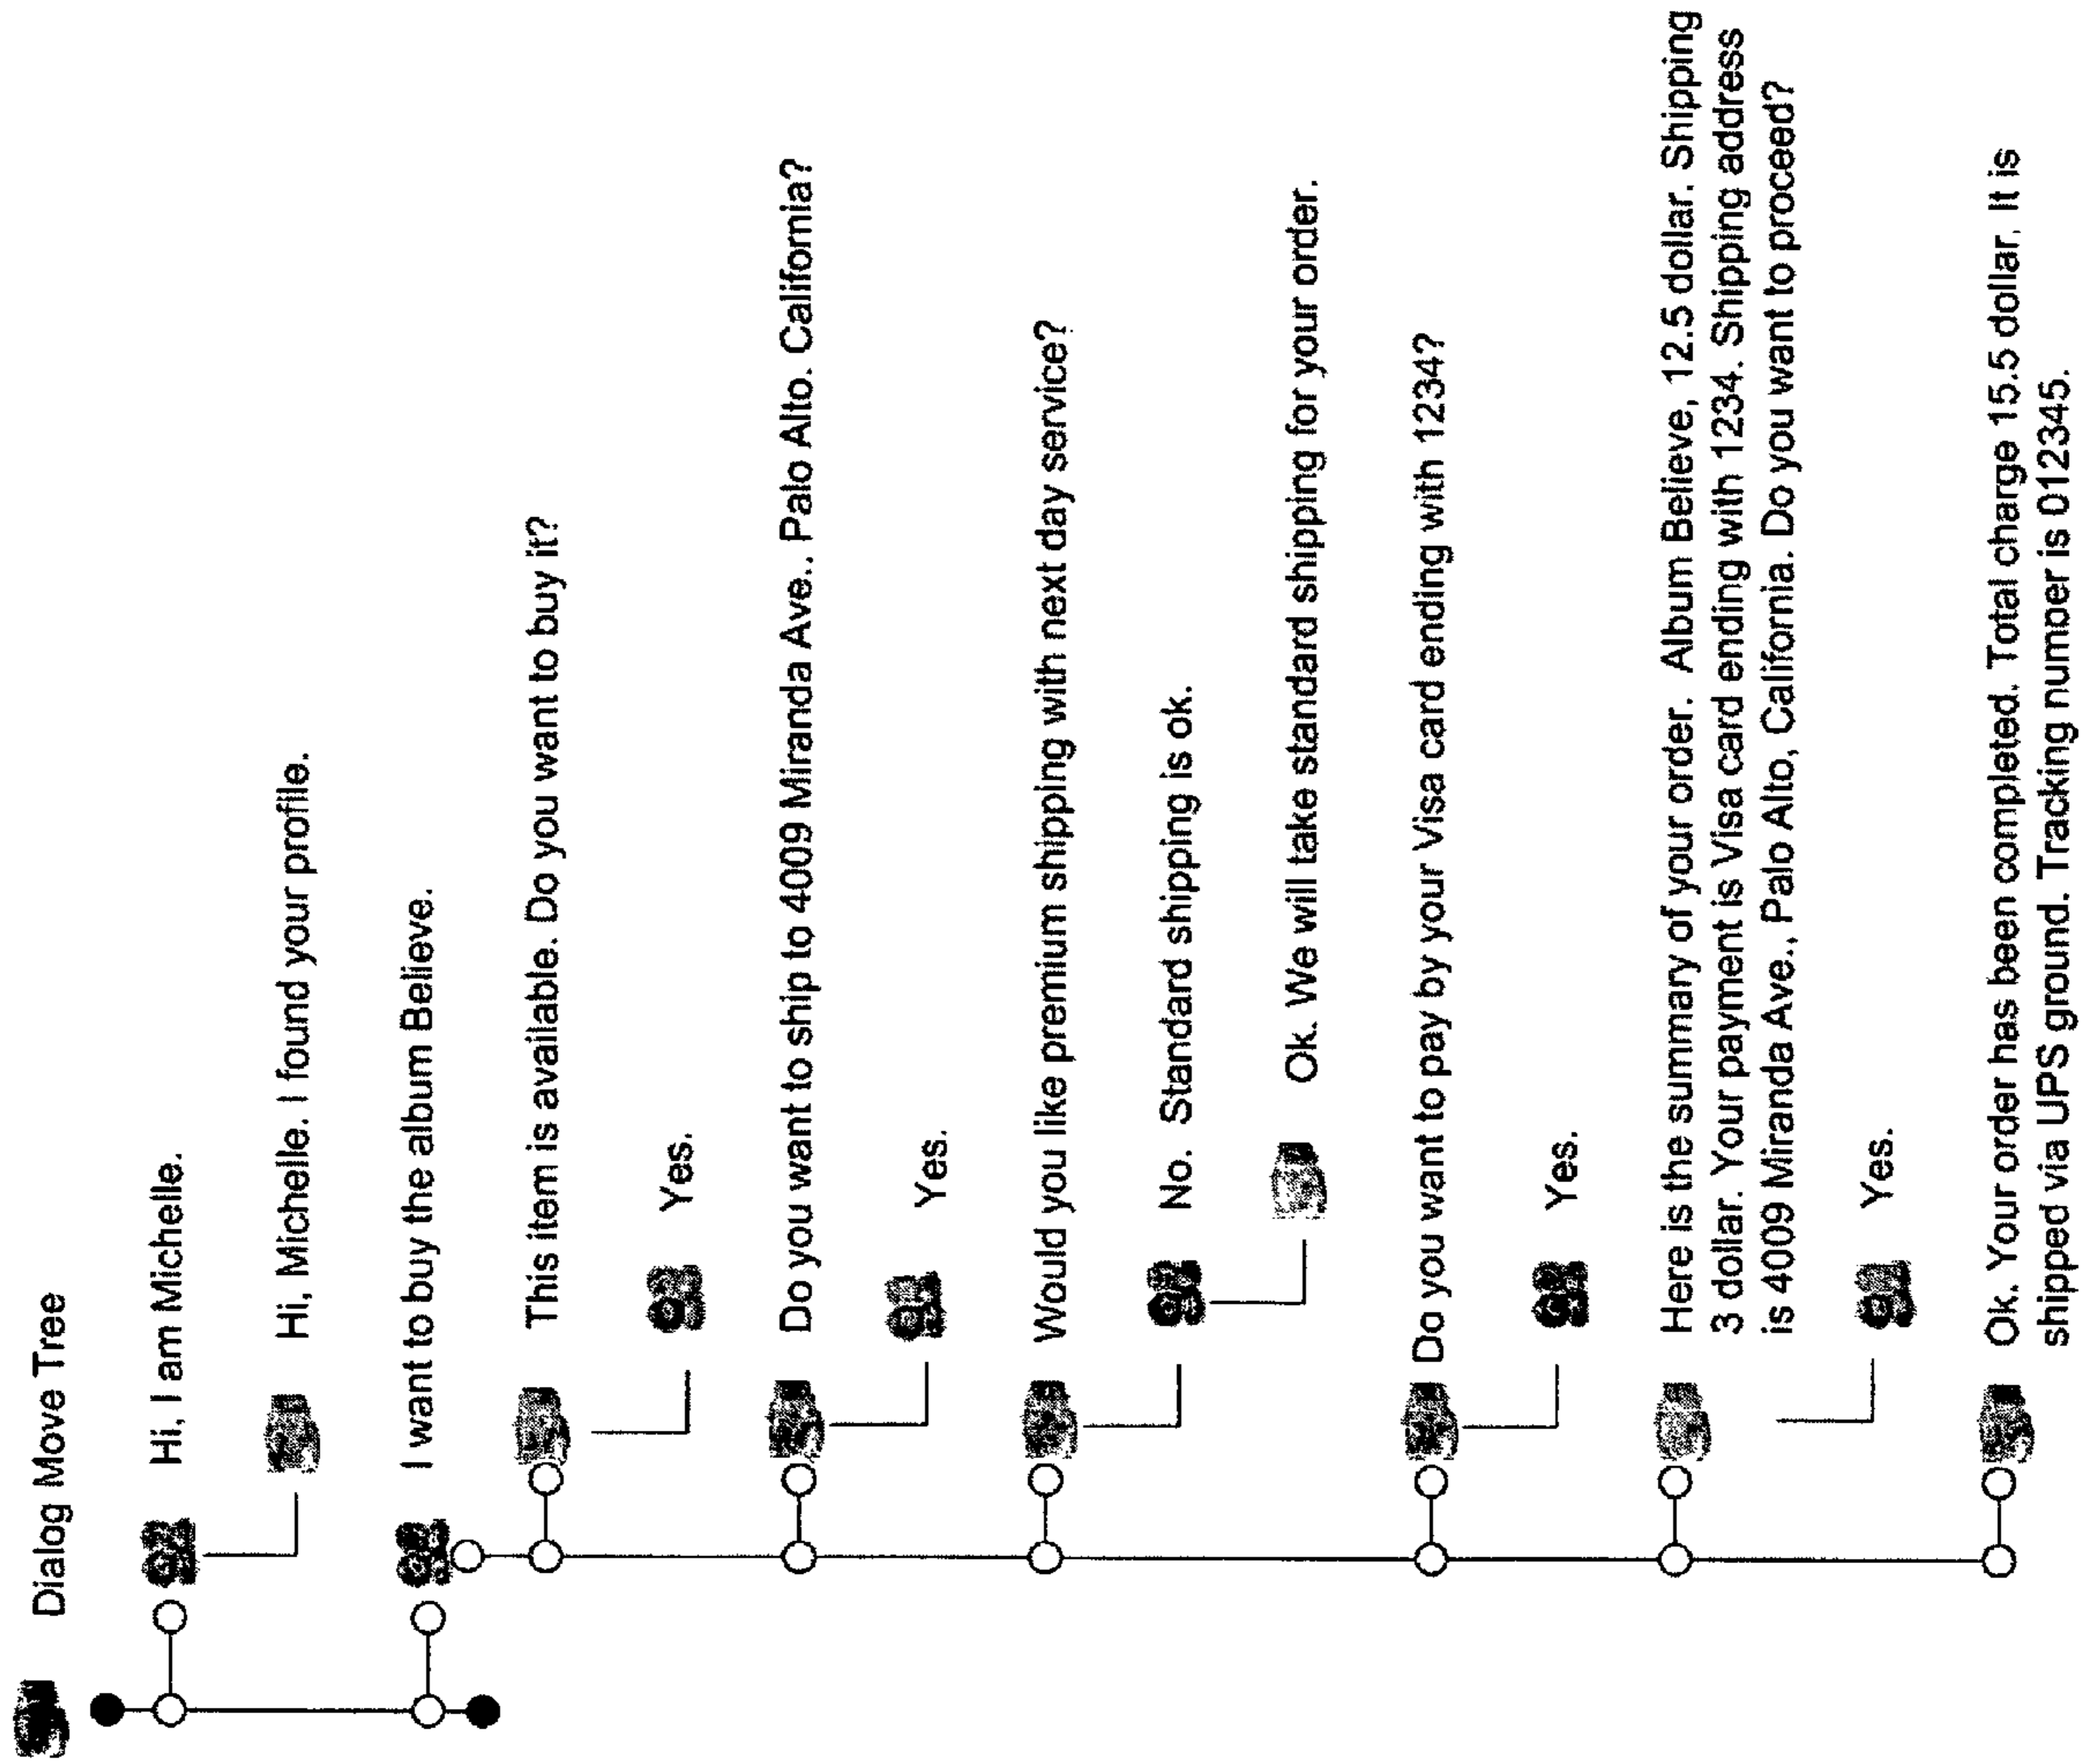 Dialog Move Tree
Hi, I am Michelle.
Hi, Michelle. I found your profile.
I want to buy the album Believe.
This item is available. Do you want to buy it?
Yes.
Do you want to ship to 4009 Miranda Ave., Palo Alto. California?
Yes.
Would you like premium shipping with next day service?
No. Standard shipping is ok.
Ok. We will take standard shipping for your order.
Do you want to pay by your Visa card ending with 1234?
Yes.
Here is the summary of your order. Album Believe, 12.5 dollar. Shipping
3 dollar. Your payment is Visa card ending with 1234. Shipping address
is 4009 Miranda Ave., Palo Alto, California. Do you want to proceed?
Yes.
Ok. Your order has been completed. Total charge 15.5 dollar. It is
shipped via UPS ground. Tracking number is 012345.